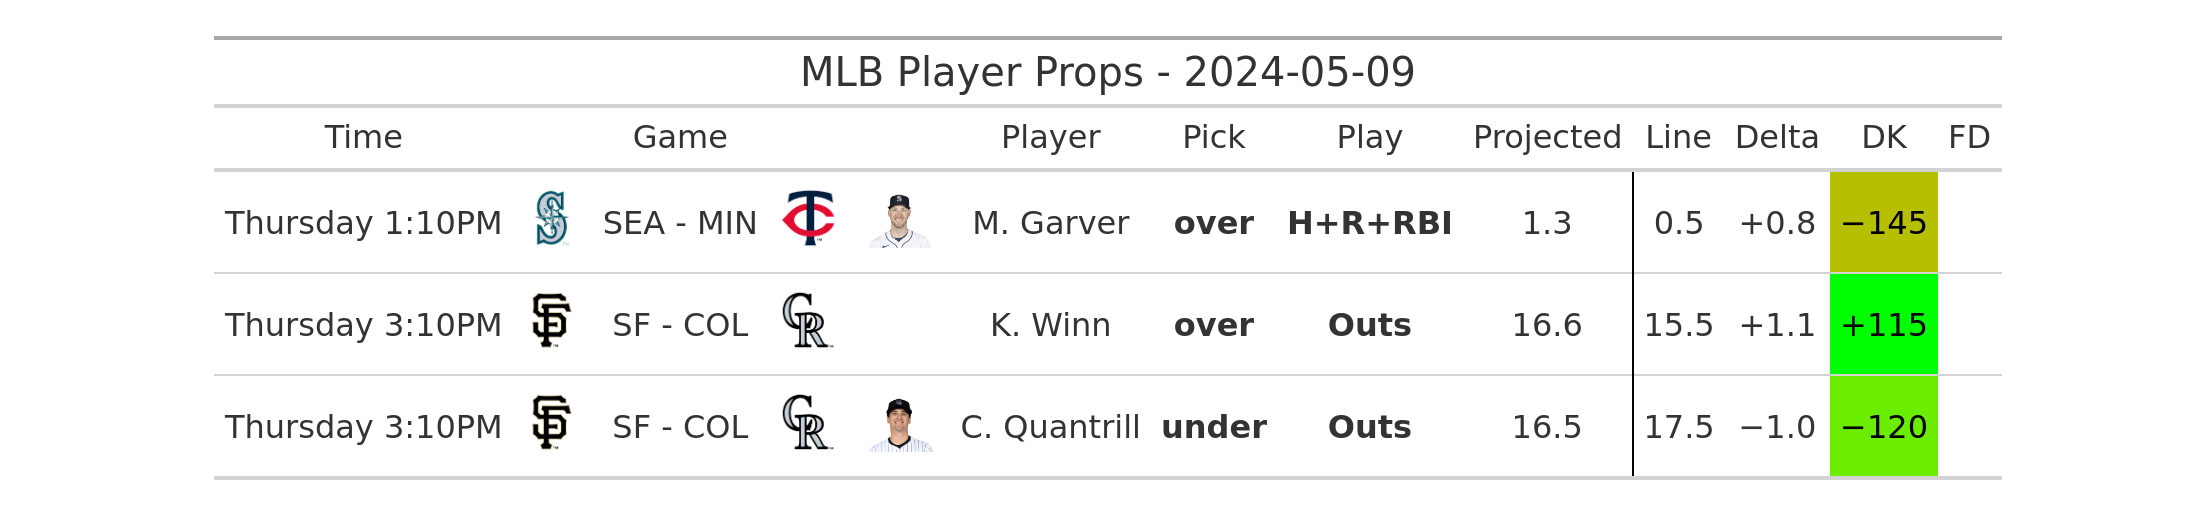 MLB Player Props - 2024-05-09
Time Game Player Pick Play Projected Line Delta DK FD
Thursday 1:10PM SEA - MIN M. Garver over H+R+RBI 1.3 0.5 +0.8 −145
Thursday 3:10PM SF - COL K. Winn over Outs 16.6 15.5 +1.1 +115
Thursday 3:10PM SF - COL C. Quantrill under Outs 16.5 17.5 −1.0 −120